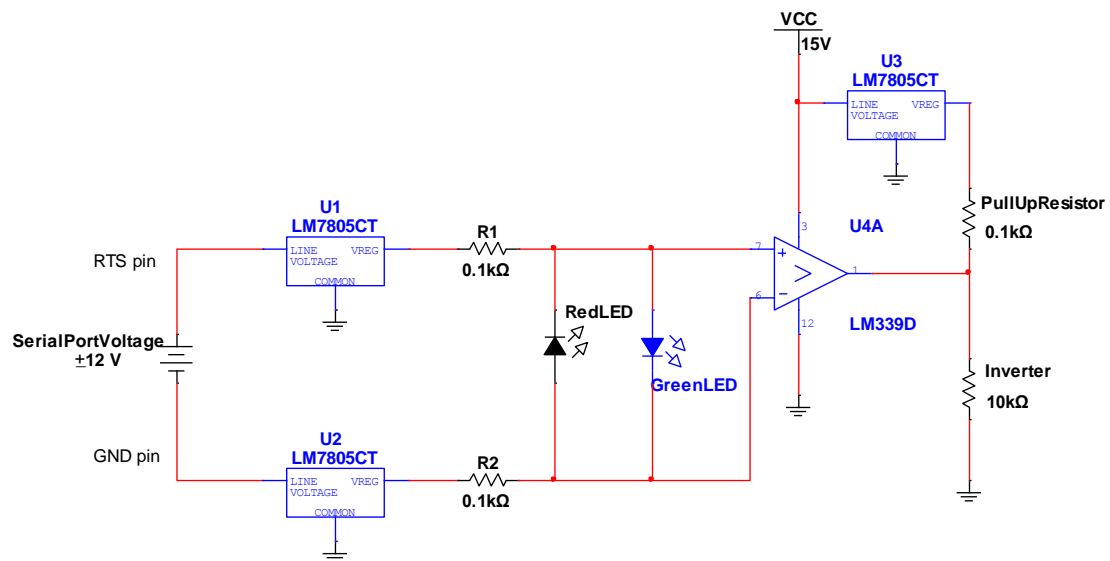 VCC
15V
U3
LM7805CT
LINE VREG
VOLTAGE
COMMON
PullUpResistor
0.1kΩ
U1
LM7805CT
LINE VREG
VOLTAGE
COMMON
RTS pin
R1
0.1kΩ
3
U4A
7
1
6
12
LM339D
RedLED
GreenLED
SerialPortVoltage
±12 V
Inverter
10kΩ
GND pin
U2
LM7805CT
LINE VREG
VOLTAGE
COMMON
R2
0.1kΩ